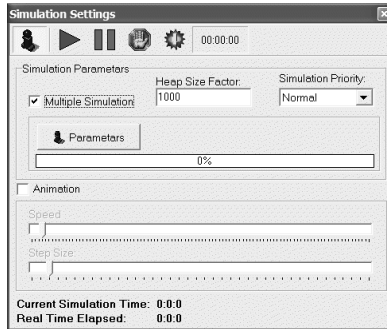 Simulation Settings
00:00:00
Simulation Parametars
Heap Size Factor:
Simulation Priority:
Multiple Simulation
1000
Normal
Parametars
0%
Animation
Speed
Step Size
Current Simulation Time: 0:0:0
Real Time Elapsed: 0:0:0